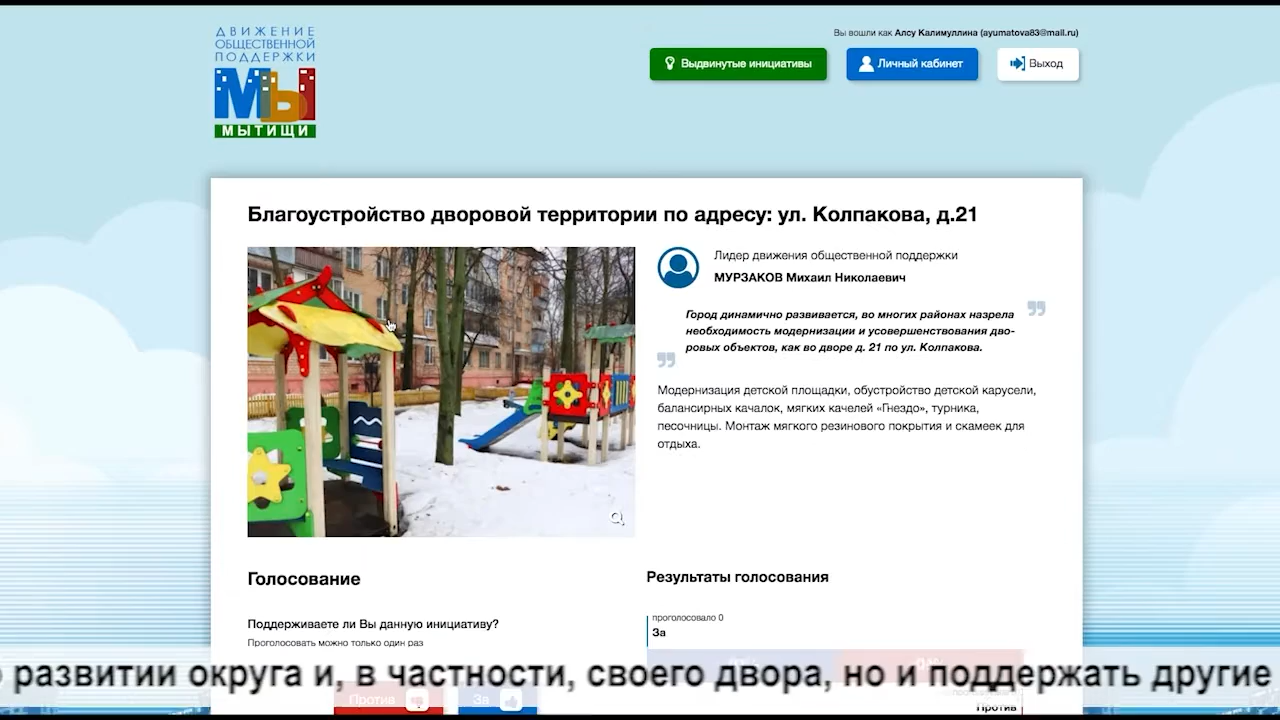 ДВИЖЕНИЕ
ОБЩЕСТВЕННОЙ
ПОДДЕРЖКИ
МЫ
МЫТИЩИ
Вы вошли как Алсу Калимуллина (ayumatova83@mail.ru)
Выдвинутые инициативы
Личный кабинет
Выход
Благоустройство дворовой территории по адресу: ул. Колпакова, д.21
Лидер движения общественной поддержки
МУРЗАКОВ Михаил Николаевич
Город динамично развивается, во многих районах назрела
необходимость модернизации и усовершенствования дво-
ровых объектов, как во дворе д. 21 по ул. Колпакова.
Модернизация детской площадки, обустройство детской карусели,
балансирных качалок, мягких качелей «Гнездо», турника,
песочницы. Монтаж мягкого резинового покрытия и скамеек для
отдыха.
Голосование
Поддерживаете ли Вы данную инициативу?
Проголосовать можно только один раз
Против
За
Результаты голосования
проголосовало 0
За
Против
развитии округа и, в частности, своего двора, но и поддержать другие